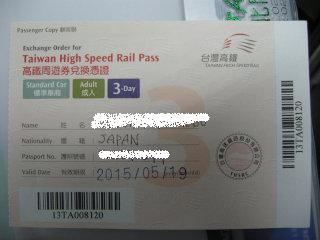 Passenger Copy 顧客聯
Exchange Order for
Taiwan High Speed Rail Pass
高鐵周遊券兌換憑證
台灣高鐵
TAIWAN HIGH SPEED RAIL
Standard Car
標準車廂
Adult
成人
3-Day
3
Name 姓名
Nationality 國籍 JAPAN
Passport No. 護照號碼
Valid Date 有效期限 2015/05/19
THSRC
13TA008120
13TA008120